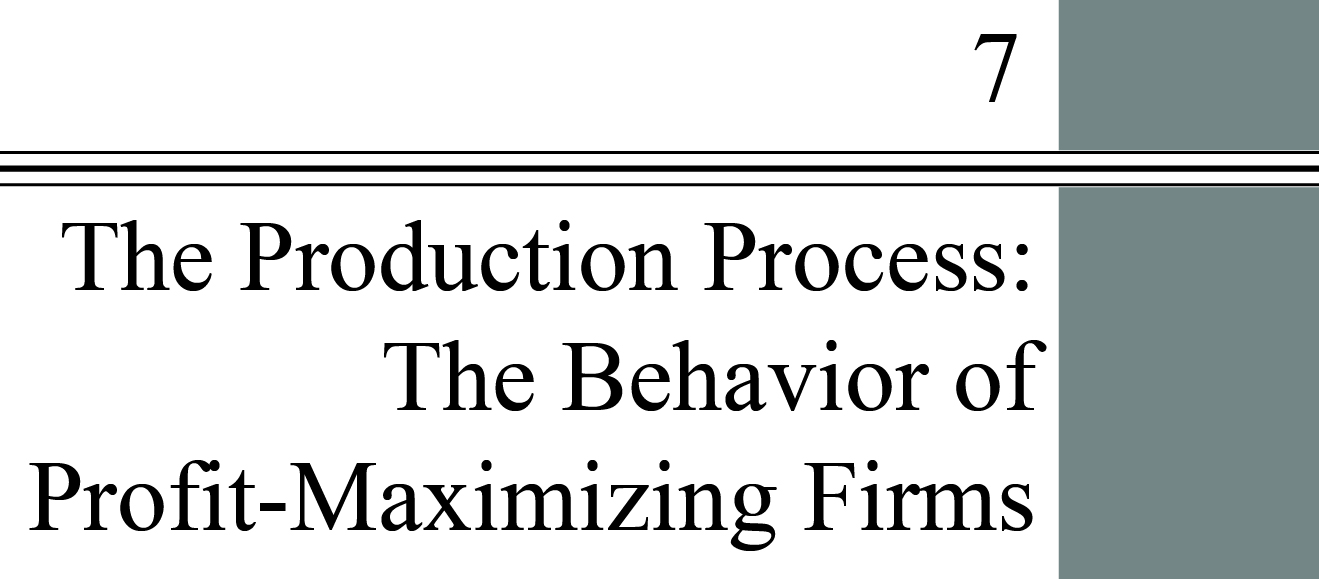 7
The Production Process:
The Behavior of
Profit-Maximizing Firms